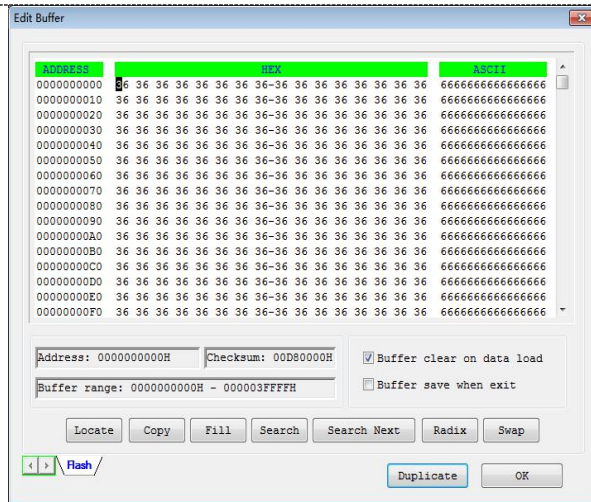 Edit Buffer
ADDRESS HEX ASCII
0000000000 36 36 36 36 36 36 36 36-36 36 36 36 36 36 36 36 6666666666666666
0000000010 36 36 36 36 36 36 36 36-36 36 36 36 36 36 36 36 6666666666666666
0000000020 36 36 36 36 36 36 36 36-36 36 36 36 36 36 36 36 6666666666666666
0000000030 36 36 36 36 36 36 36 36-36 36 36 36 36 36 36 36 6666666666666666
0000000040 36 36 36 36 36 36 36 36-36 36 36 36 36 36 36 36 6666666666666666
0000000050 36 36 36 36 36 36 36 36-36 36 36 36 36 36 36 36 6666666666666666
0000000060 36 36 36 36 36 36 36 36-36 36 36 36 36 36 36 36 6666666666666666
0000000070 36 36 36 36 36 36 36 36-36 36 36 36 36 36 36 36 6666666666666666
0000000080 36 36 36 36 36 36 36 36-36 36 36 36 36 36 36 36 6666666666666666
0000000090 36 36 36 36 36 36 36 36-36 36 36 36 36 36 36 36 6666666666666666
00000000A0 36 36 36 36 36 36 36 36-36 36 36 36 36 36 36 36 6666666666666666
00000000B0 36 36 36 36 36 36 36 36-36 36 36 36 36 36 36 36 6666666666666666
00000000C0 36 36 36 36 36 36 36 36-36 36 36 36 36 36 36 36 6666666666666666
00000000D0 36 36 36 36 36 36 36 36-36 36 36 36 36 36 36 36 6666666666666666
00000000E0 36 36 36 36 36 36 36 36-36 36 36 36 36 36 36 36 6666666666666666
00000000F0 36 36 36 36 36 36 36 36-36 36 36 36 36 36 36 36 6666666666666666
Address: 0000000000H Checksum: 00D80000H
Buffer clear on data load
Buffer range: 0000000000H - 000003FFFFH
Buffer save when exit
Locate Copy Fill Search Search Next Radix Swap
Flash
Duplicate OK